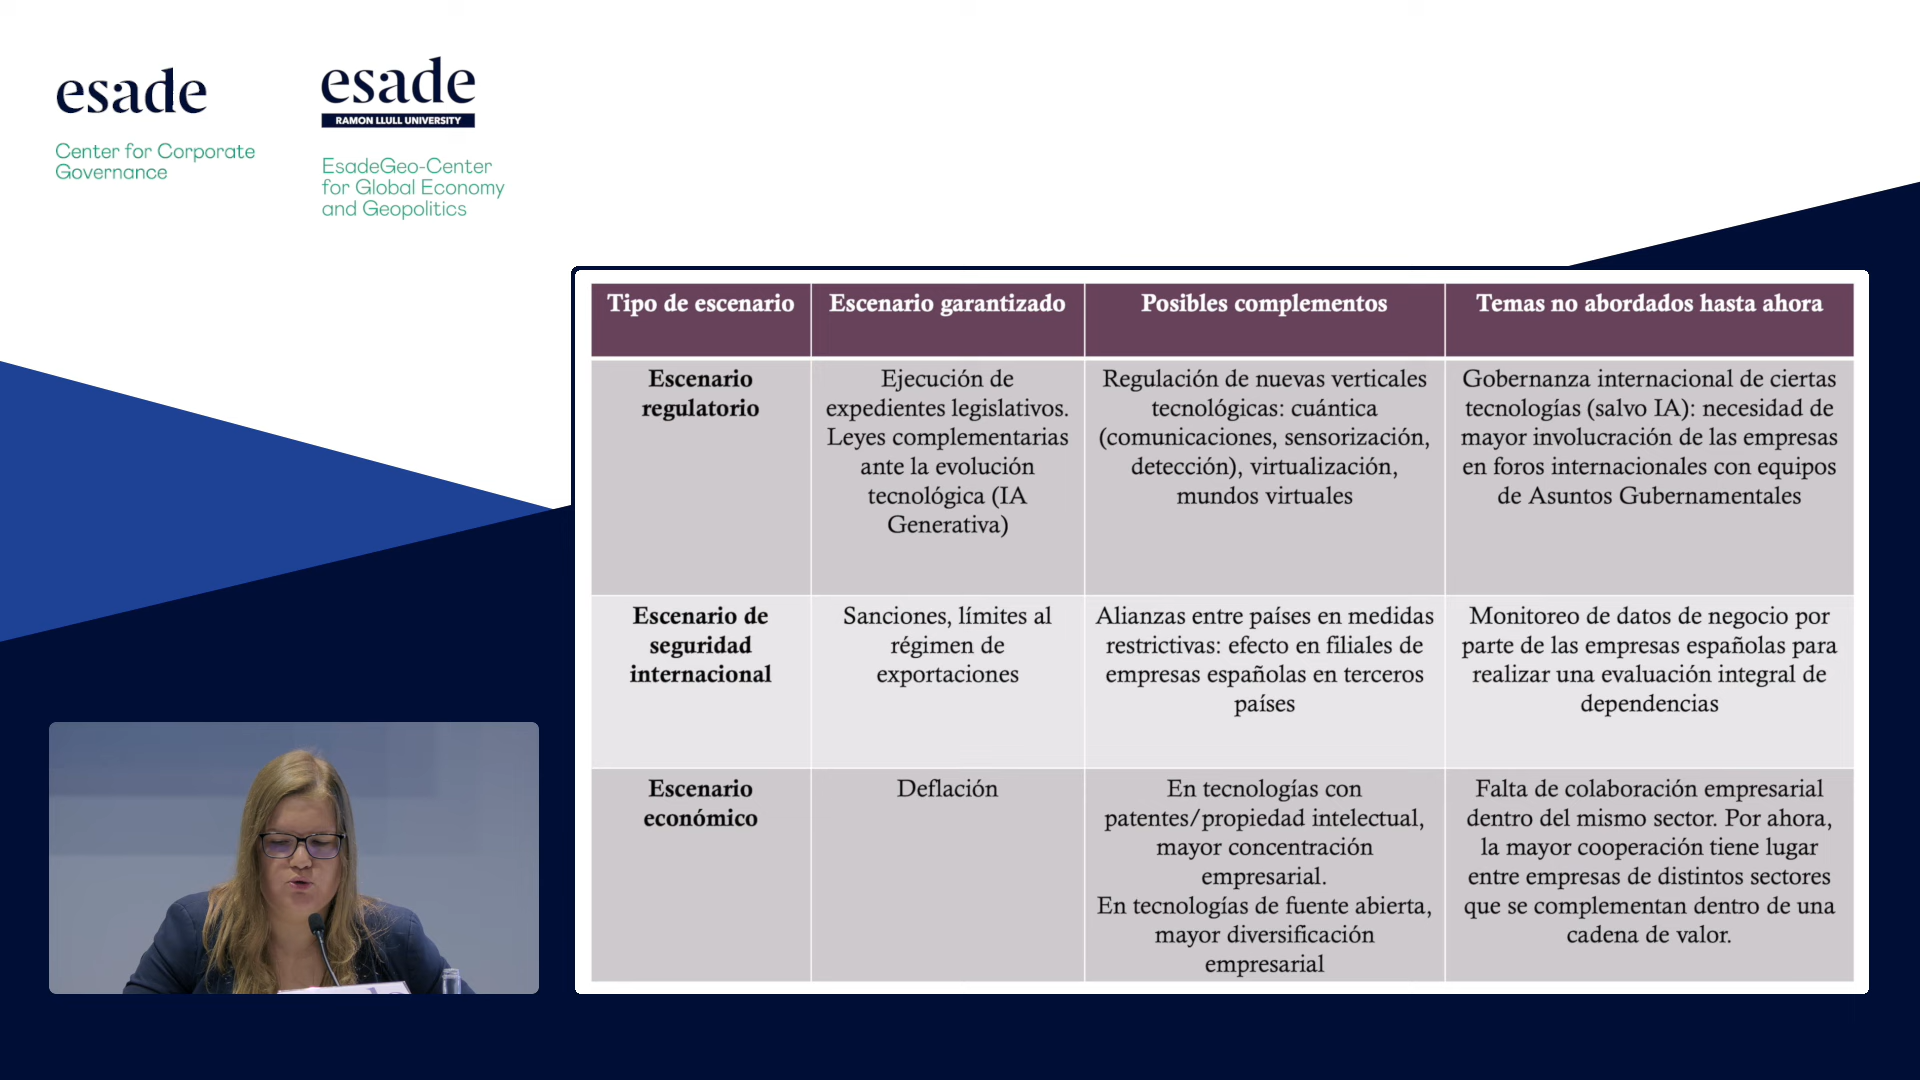 esade
Center for Corporate
Governance
esade
RAMON LLULL UNIVERSITY
EsadeGeo-Center
for Global Economy
and Geopolitics
Tipo de escenario
Escenario garantizado
Posibles complementos
Temas no abordados hasta ahora
Escenario
regulatorio
Ejecución de
expedientes legislativos.
Leyes complementarias
ante la evolución
tecnológica (IA
Generativa)
Regulación de nuevas verticales
tecnológicas: cuántica
(comunicaciones, sensorización,
detección), virtualización,
mundos virtuales
Gobernanza internacional de ciertas
tecnologías (salvo IA): necesidad de
mayor involucración de las empresas
en foros internacionales con equipos
de Asuntos Gubernamentales
Escenario de
seguridad
internacional
Sanciones, límites al
régimen de
exportaciones
Alianzas entre países en medidas
restrictivas: efecto en filiales de
empresas españolas en terceros
países
Monitoreo de datos de negocio por
parte de las empresas españolas para
realizar una evaluación integral de
dependencias
Escenario
económico
Deflación
En tecnologías con
patentes/propiedad intelectual,
mayor concentración
empresarial.
En tecnologías de fuente abierta,
mayor diversificación
empresarial
Falta de colaboración empresarial
dentro del mismo sector. Por ahora,
la mayor cooperación tiene lugar
entre empresas de distintos sectores
que se complementan dentro de una
cadena de valor.